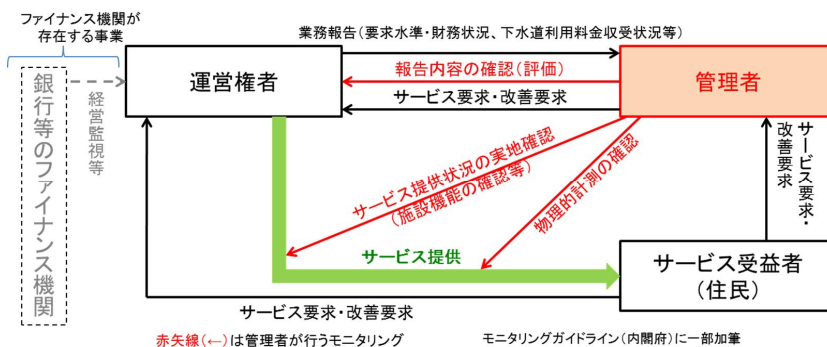 ファイナンス機関が
存在する事業
業務報告(要求水準・財務状況、下水道利用料金収受状況等)
運営権者
報告内容の確認(評価)
管理者
サービス要求・改善要求
銀行等のファイナンス機関
経営監視等
サービス提供状況の実地確認
(施設機能の確認等)
物理的計測の確認
サービス要求・
改善要求
サービス提供
サービス受益者
(住民)
サービス要求・改善要求
赤矢線(←)は管理者が行うモニタリング
モニタリングガイドライン(内閣府)に一部加筆